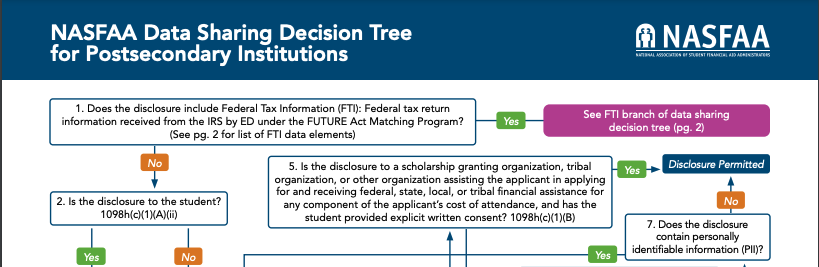 NASFAA Data Sharing Decision Tree
for Postsecondary Institutions
NASFAA
NATIONAL ASSOCIATION OF STUDENT FINANCIAL AID ADMINISTRATORS
1. Does the disclosure include Federal Tax Information (FTI): Federal tax return
information received from the IRS by ED under the FUTURE Act Matching Program?
(See pg. 2 for list of FTI data elements)
Yes
See FTI branch of data sharing
decision tree (pg. 2)
No
2. Is the disclosure to the student?
1098h(c)(1)(A)(ii)
Yes
No
5. Is the disclosure to a scholarship granting organization, tribal
organization, or other organization assisting the applicant in applying
for and receiving federal, state, local, or tribal financial assistance for
any component of the applicant's cost of attendance, and has the
student provided explicit written consent? 1098h(c)(1)(B)
Yes
Disclosure Permitted
No
7. Does the disclosure
contain personally
identifiable information (PII)?
Yes